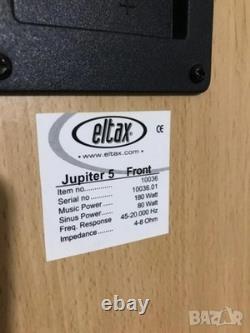 +
eltax®
CE
• www.eltax.com •
Jupiter 5 Front
Item no............. 10036
Serial no........... 10036.01
Music Power..... 180 Watt
Sinus Power..... 80 Watt
Freq. Response 45-20.000 Hz
Impedance........ 4-8 Ohm
САЗАР